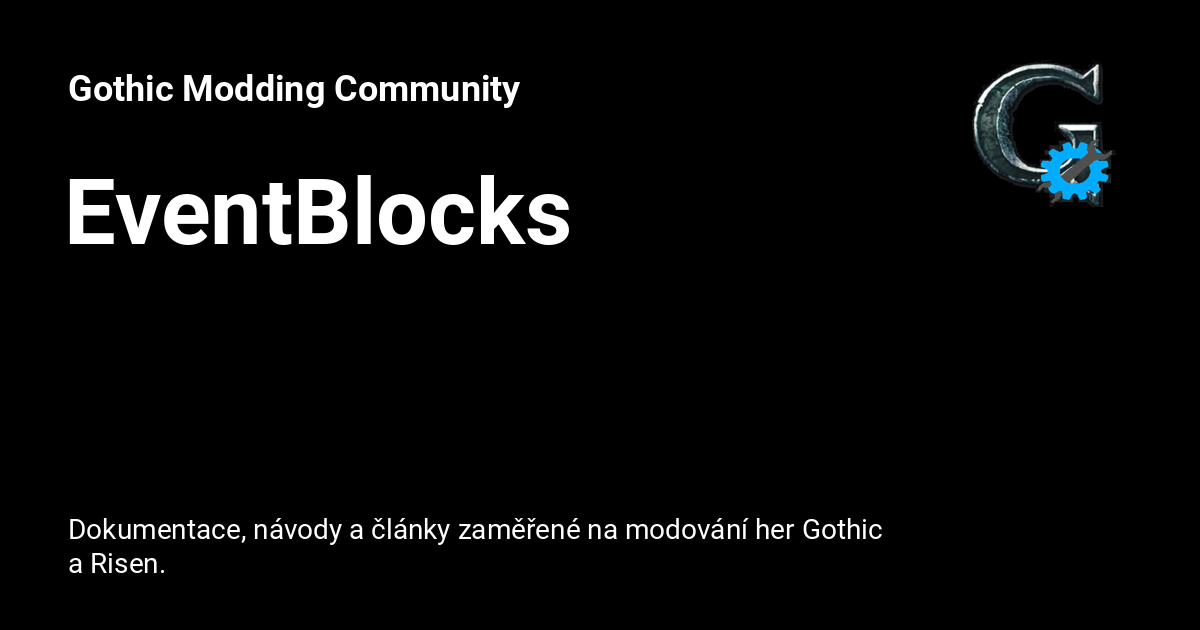 Gothic Modding Community
EventBlocks
Dokumentace, návody a články zaměřené na modování her Gothic
a Risen.